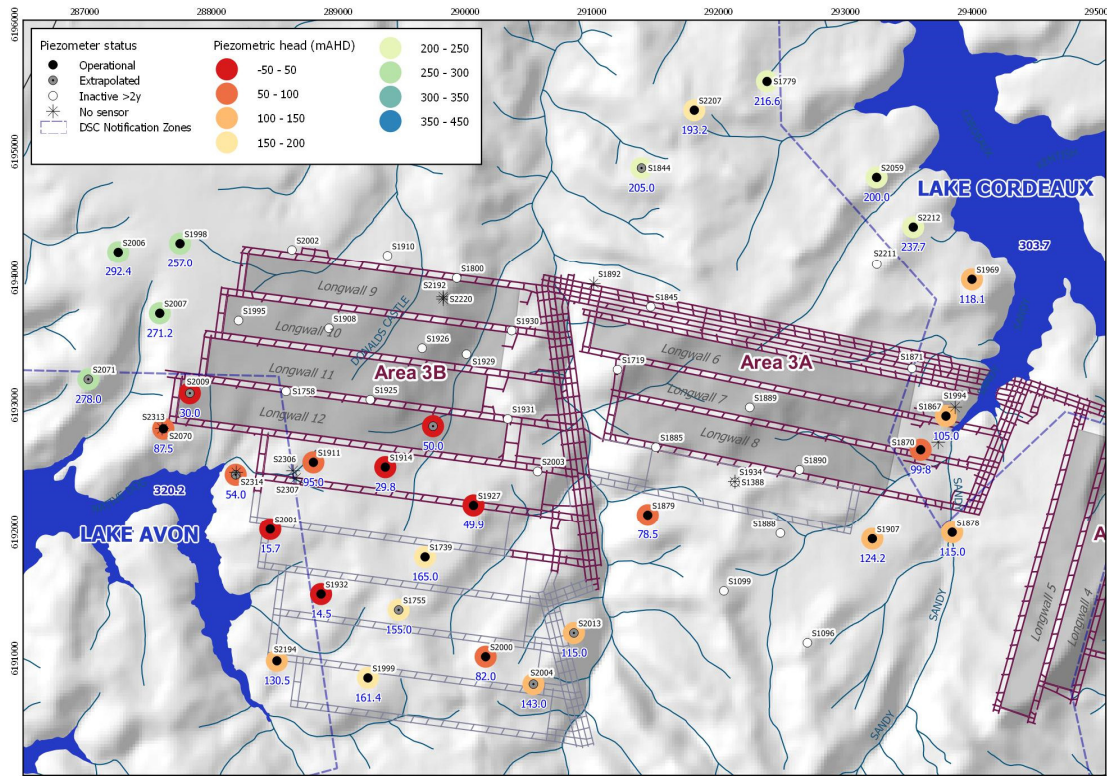 287000 288000 289000 290000 291000 292000 293000 294000 29500
6196000
6195000
6194000
6193000
6192000
6191000
Piezometer status
Operational
Extrapolated
Inactive >2y
No sensor
DSC Notification Zones
Piezometric head (mAHD)
-50 - 50
50 - 100
100 - 150
150 - 200
200 - 250
250 - 300
300 - 350
350 - 450
S1779
216.6
S2207
193.2
S1844
205.0
S2059
200.0
LAKE CORDEAUX
303.7
S2212
237.7
S2211
S1969
118.1
S2006
292.4
S1998
257.0
S2002
S1910
S1800
S2192
S2220
S1892
S1845
Longwall 9
S2007
271.2
S1995
S1908
Longwall 10
DONALDS CASTLE
S1926
S1930
S1929
Longwall 6
Area 3A
S1871
S1719
S2071
278.0
S2009
30.0
Longwall 11
Area 3B
S1758
S1925
Longwall 7
S1889
S1994
S1867
105.0
S2313
S2070
87.5
Longwall 12
S1931
50.0
Longwall 8
S1885
S1870
99.8
S2306
S2307
S1911
95.0
S1914
29.8
S2003
S1934
S1388
S1890
S2314
54.0
320.2
LAKE AVON
S1927
49.9
SANDY
S2001
15.7
S1879
78.5
S1888
S1907
124.2
S1878
115.0
A
S1739
165.0
S1932
14.5
S1755
155.0
S1099
SANDY
Longwall 5
Longwall 4
S2013
115.0
S1096
S2194
130.5
S1999
161.4
S2000
82.0
S2004
143.0
SANDY